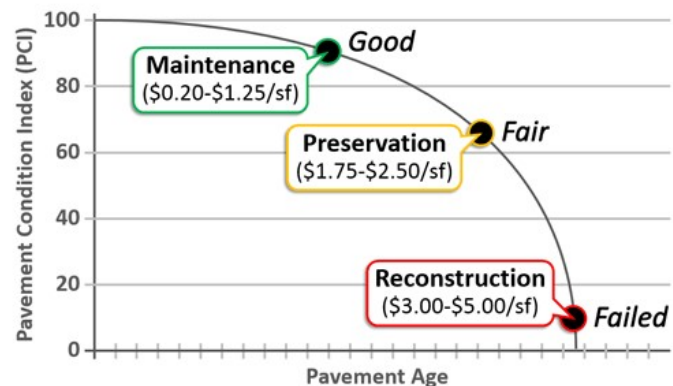 100
80
60
40
20
0
Pavement Condition Index (PCI)
Good
Maintenance
($0.20-$1.25/sf)
Fair
Preservation
($1.75-$2.50/sf)
Reconstruction
($3.00-$5.00/sf)
Failed
Pavement Age